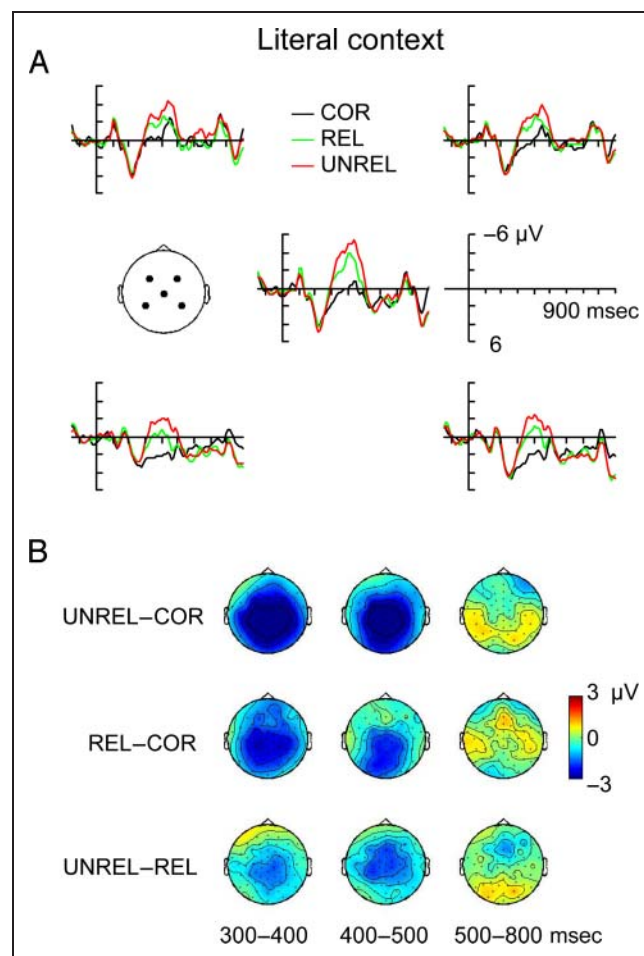 Literal context
A
COR
REL
UNREL
–6 µV
900 msec
6
B
UNREL–COR
REL–COR
3 µV
0
–3
UNREL–REL
300–400 400–500 500–800 msec